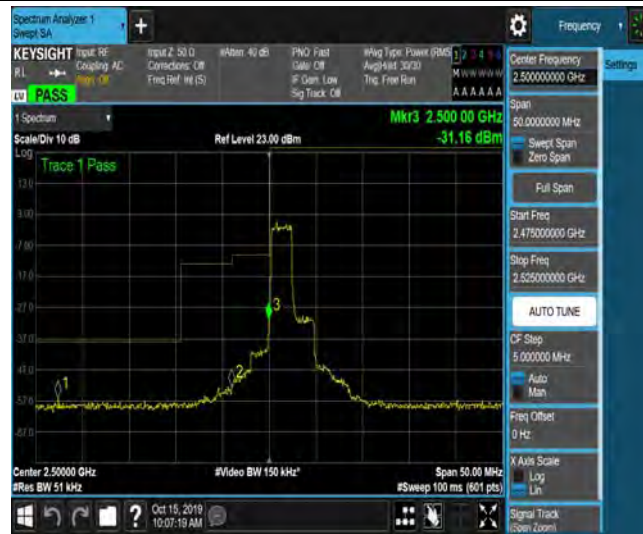 Spectrum Analyzer 1
Swept SA
+
Frequency
KEYSIGHT
RL
Input: RF
Coupling: AC
Align: Off
Input Z: 50 Ω
Corrections: Off
Freq Ref: Int (S)
#Atten: 40 dB
PNO: Fast
Gate: Off
IF Gain: Low
Sig Track: Off
#Avg Type: Power (RMS
Avg|Hold: 30/30
Trig: Free Run
1 2 3 4 5 6
M W W W W W
A A A A A A
PASS
1 Spectrum
Scale/Div 10 dB
Ref Level 23.00 dBm
Mkr3 2.500 00 GHz
-31.16 dBm
Log
Trace 1 Pass
13.0
3.00
-7.00
-17.0
-27.0
-37.0
-47.0
-57.0
-67.0
1
2
3
Center 2.50000 GHz
#Video BW 150 kHz*
Span 50.00 MHz
#Res BW 51 kHz
#Sweep 100 ms (601 pts)
Center Frequency
2.500000000 GHz
Settings
Span
50.0000000 MHz
Swept Span
Zero Span
Full Span
Start Freq
2.475000000 GHz
Stop Freq
2.525000000 GHz
AUTO TUNE
CF Step
5.000000 MHz
Auto
Man
Freq Offset
0 Hz
X Axis Scale
Log
Lin
Signal Track
(Span Zoom)
?
Oct 15, 2019
10:07:19 AM